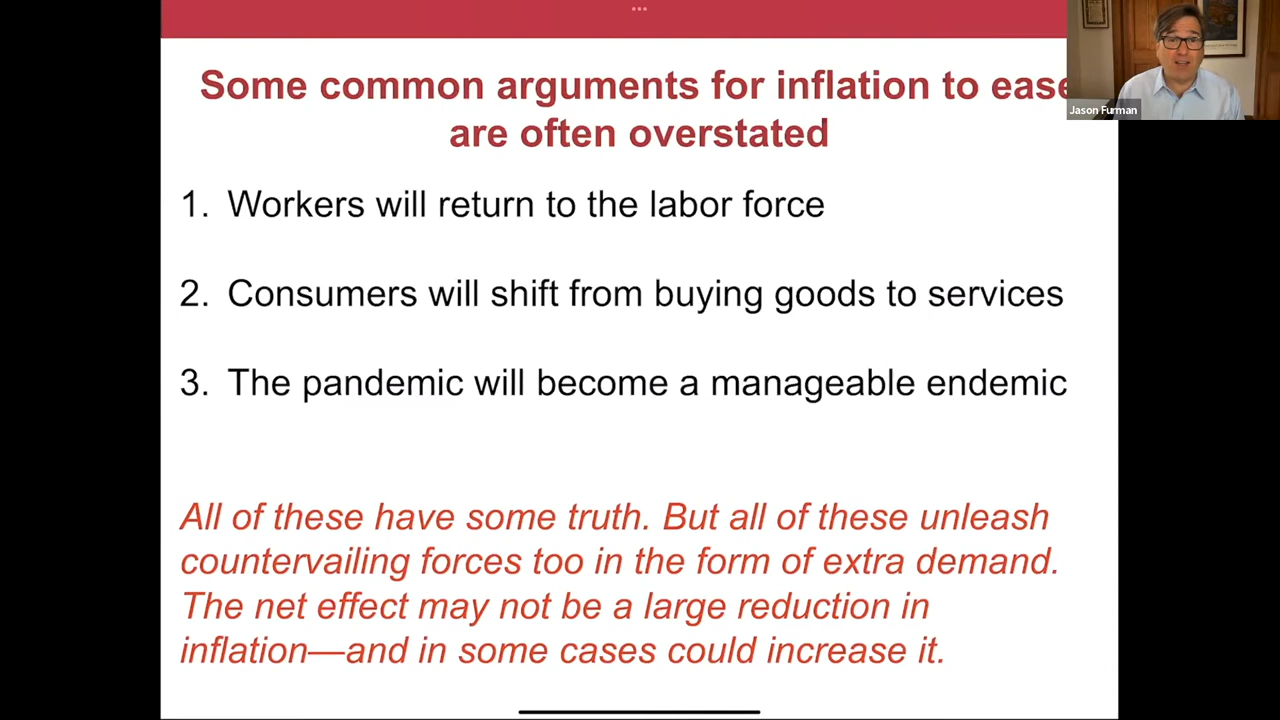 Some common arguments for inflation to ease
are often overstated
Jason Furman
1. Workers will return to the labor force
2. Consumers will shift from buying goods to services
3. The pandemic will become a manageable endemic
All of these have some truth. But all of these unleash
countervailing forces too in the form of extra demand.
The net effect may not be a large reduction in
inflation—and in some cases could increase it.